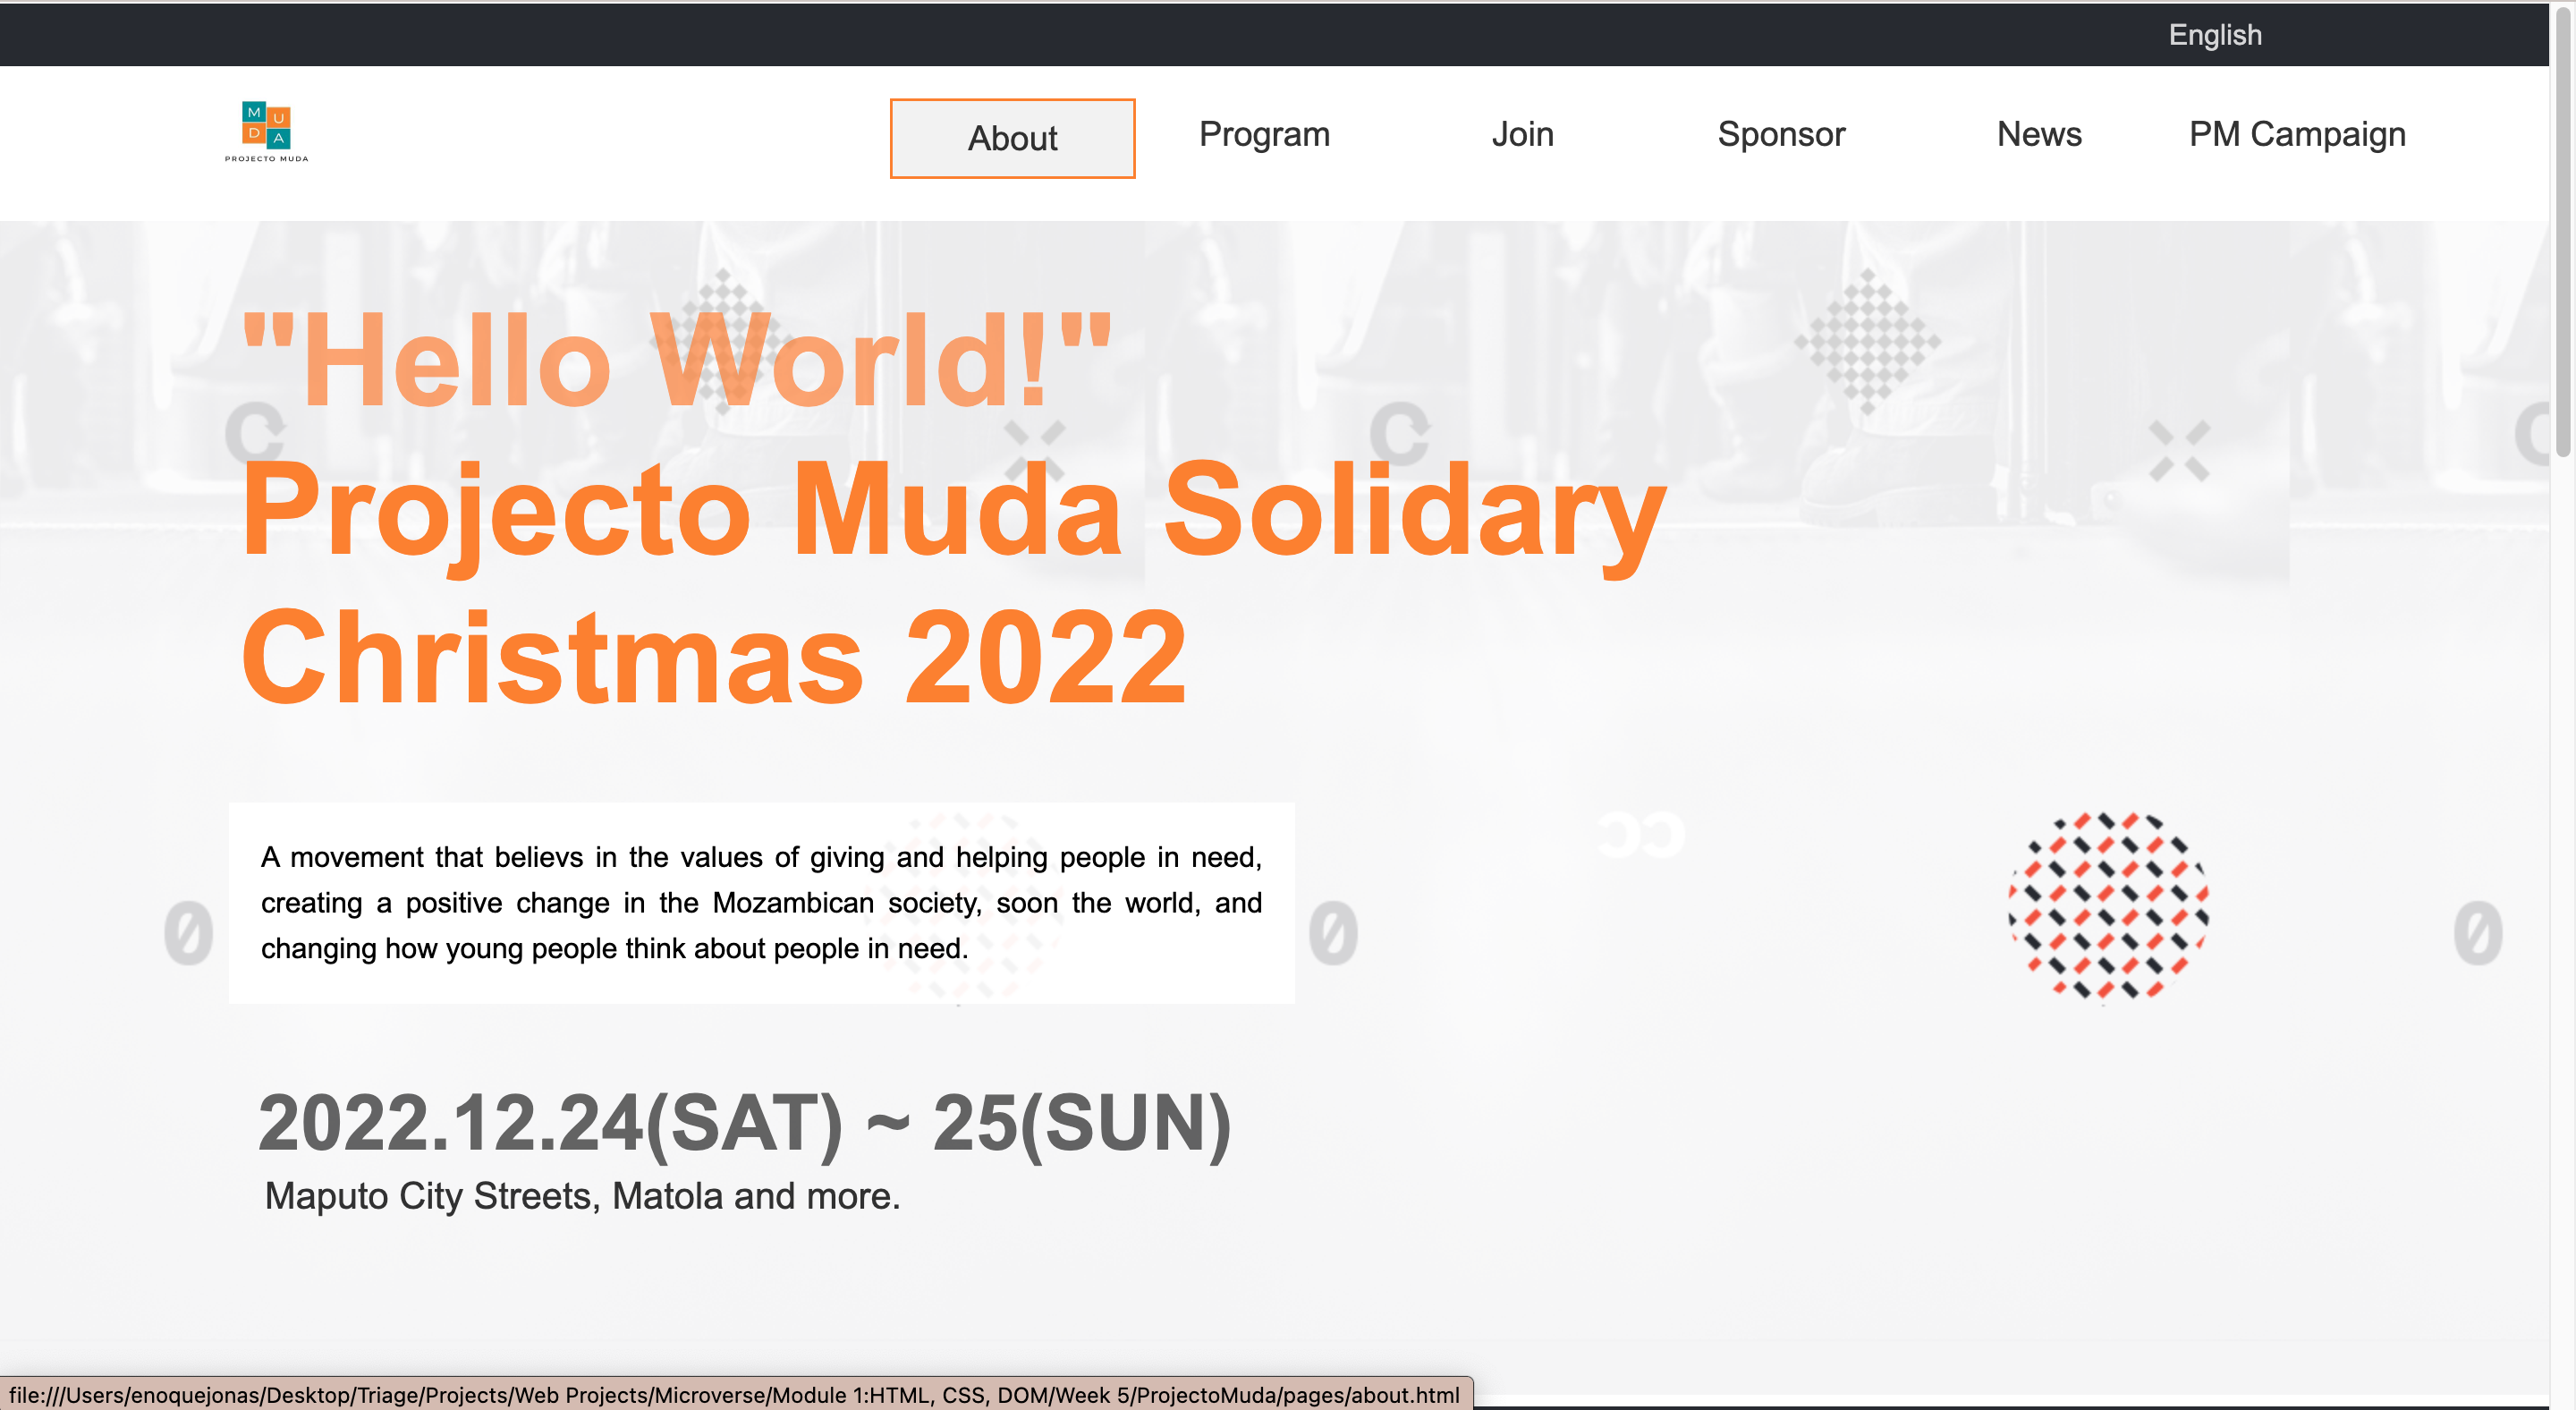 English
M U
D A
PROJECTO MUDA
About Program Join Sponsor News PM Campaign
"Hello World!"
Projecto Muda Solidary
Christmas 2022
A movement that believs in the values of giving and helping people in need,
creating a positive change in the Mozambican society, soon the world, and
changing how young people think about people in need.
2022.12.24(SAT) ~ 25(SUN)
Maputo City Streets, Matola and more.
file:///Users/enoquejonas/Desktop/Triage/Projects/Web Projects/Microverse/Module 1:HTML, CSS, DOM/Week 5/ProjectoMuda/pages/about.html